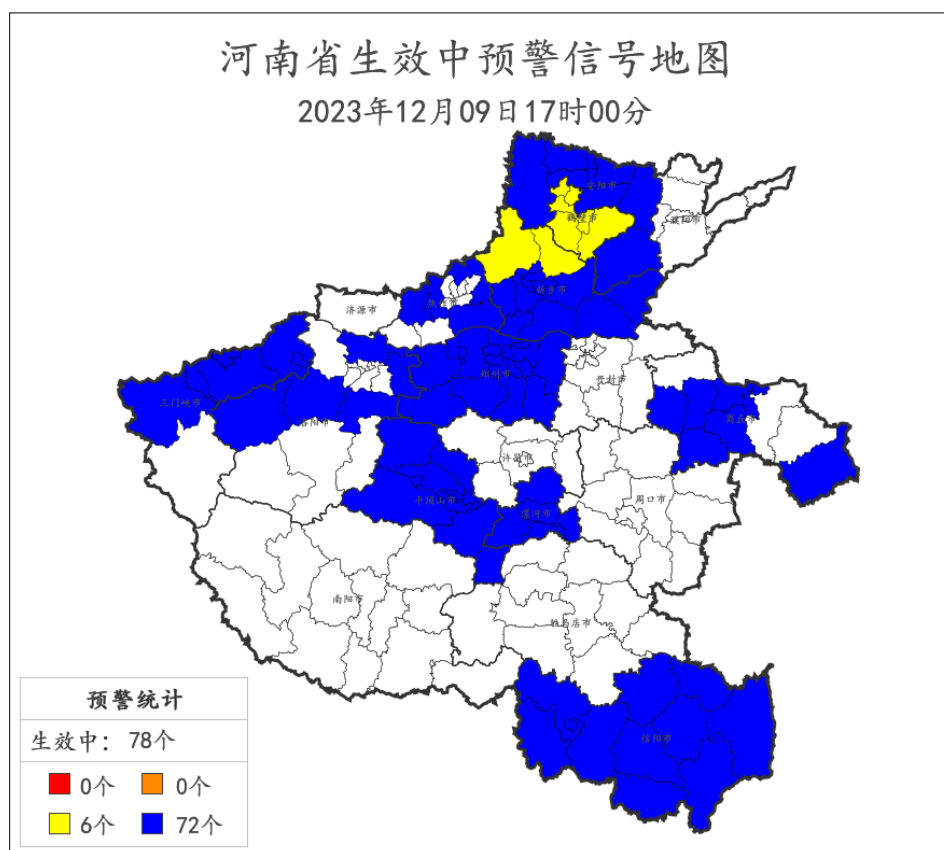 河南省生效中预警信号地图
2023年12月09日17时00分
安阳市
鹤壁市
濮阳市
新乡市
焦作市
济源市
郑州市
开封市
三门峡市
洛阳市
商丘市
许昌市
平顶山市
漯河市
周口市
南阳市
驻马店市
信阳市
预警统计
生效中: 78个
0个 0个
6个 72个